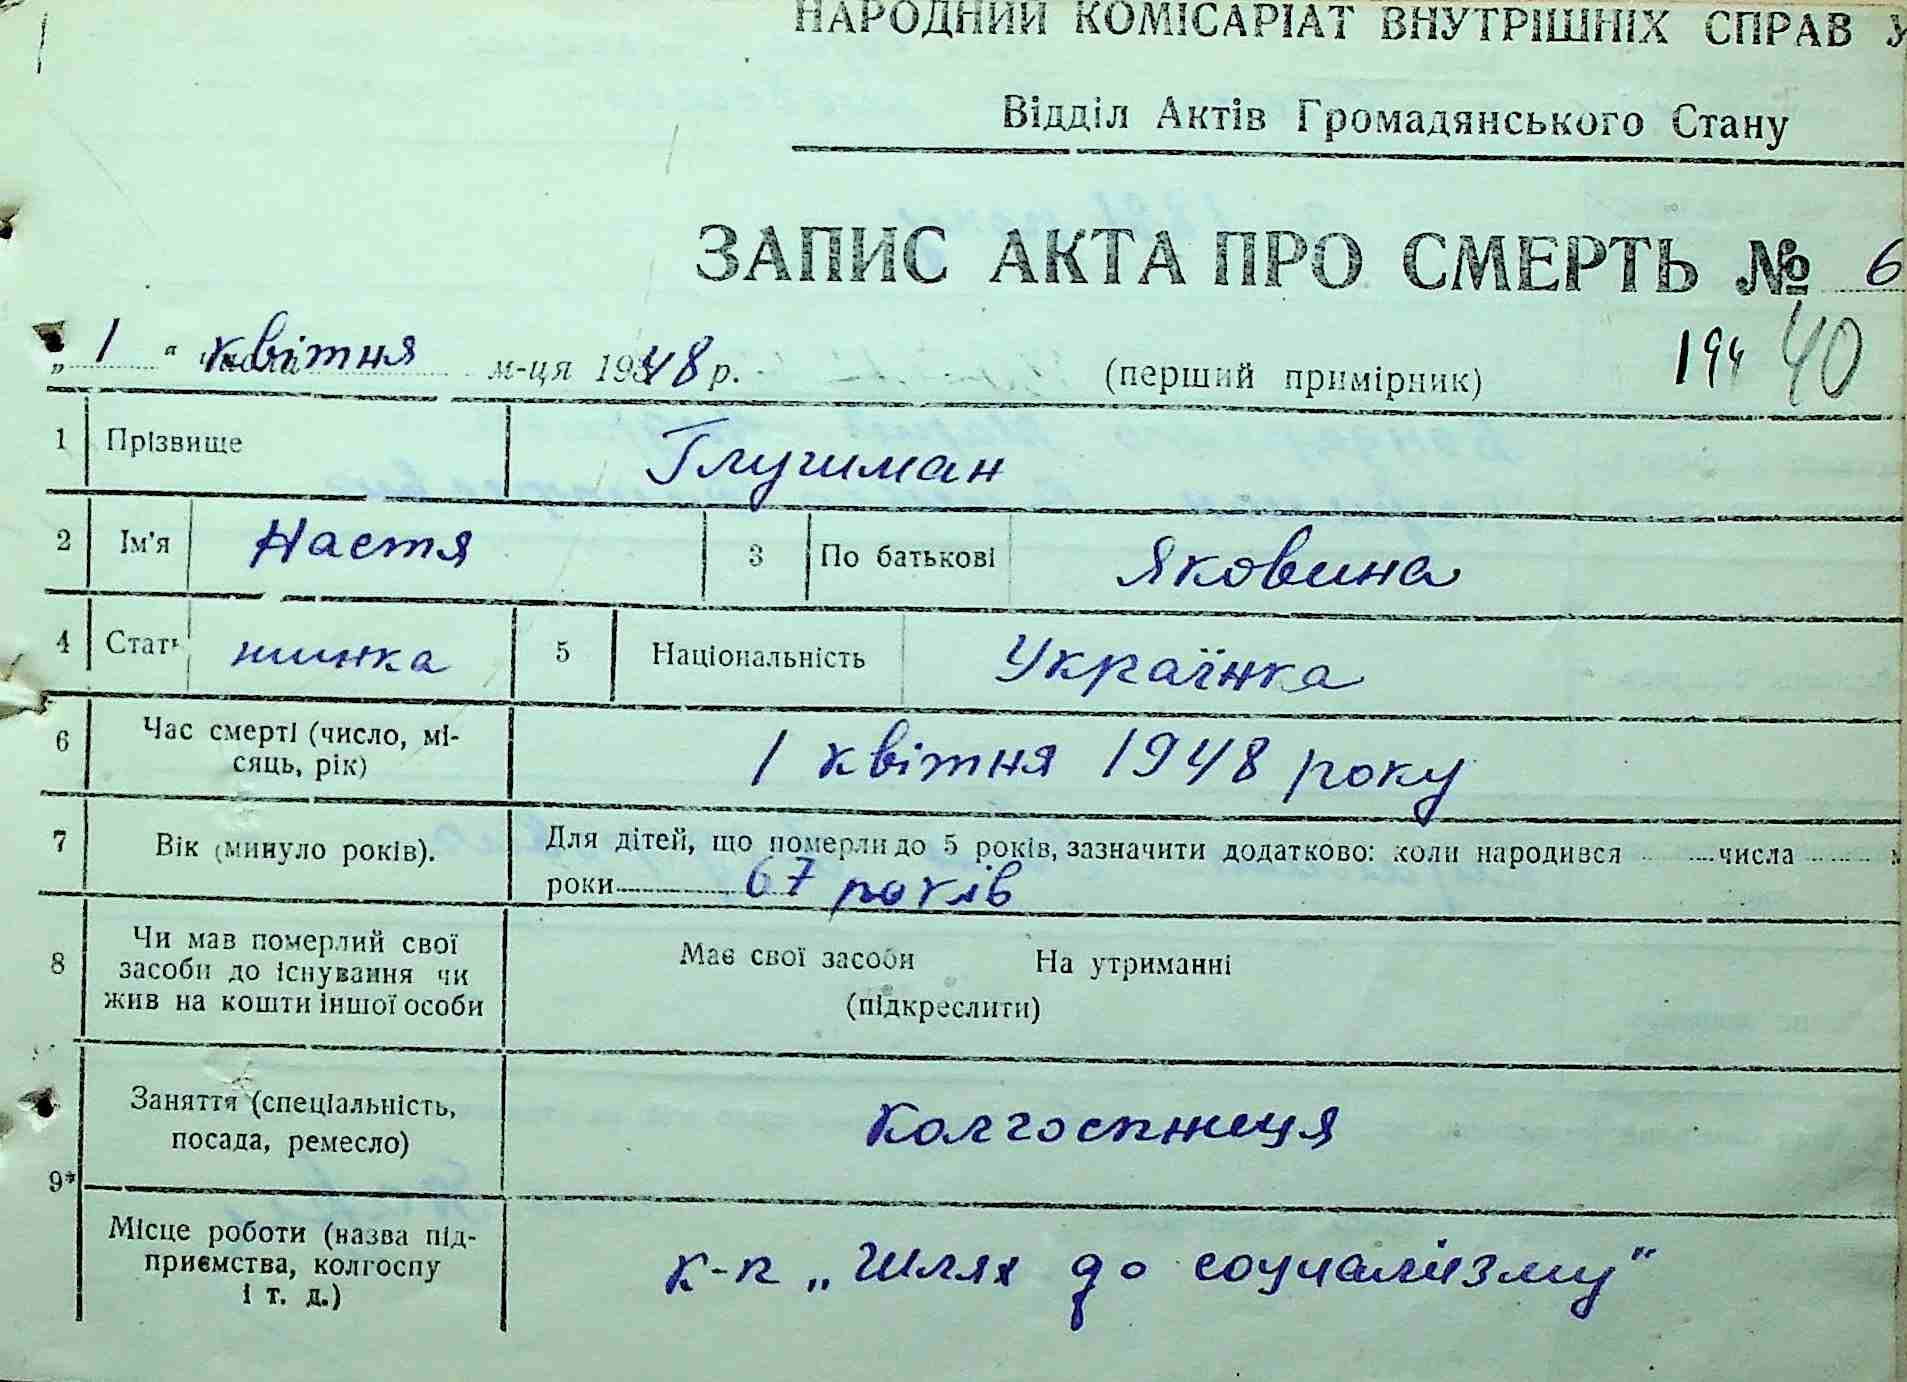 НАРОДНИЙ КОМІСАРІАТ ВНУТРІШНІХ СПРАВ У
Відділ Актів Громадянського Стану
ЗАПИС АКТА ПРО СМЕРТЬ № 6
„ 1 “ квітня м-ця 1948 р. (перший примірник) 194 40
1 Прізвище Глушман
2 Ім'я Настя 3 По батькові Яковина
4 Стать жінка 5 Національність Українка
6 Час смерті (число, мі-
сяць, рік) 1 квітня 1948 року
7 Вік (минуло років). Для дітей, що померли до 5 років, зазначити додатково: коли народився числа
роки 67 років
8 Чи мав померлий свої
засоби до існування чи
жив на кошти іншої особи
Має свої засоби На утриманні
(підкреслити)
9* Заняття (спеціальність,
посада, ремесло) Колгоспжеця
Місце роботи (назва під-
приємства, колгоспу
і т. д.) к-п „Шлях до соціалізму“